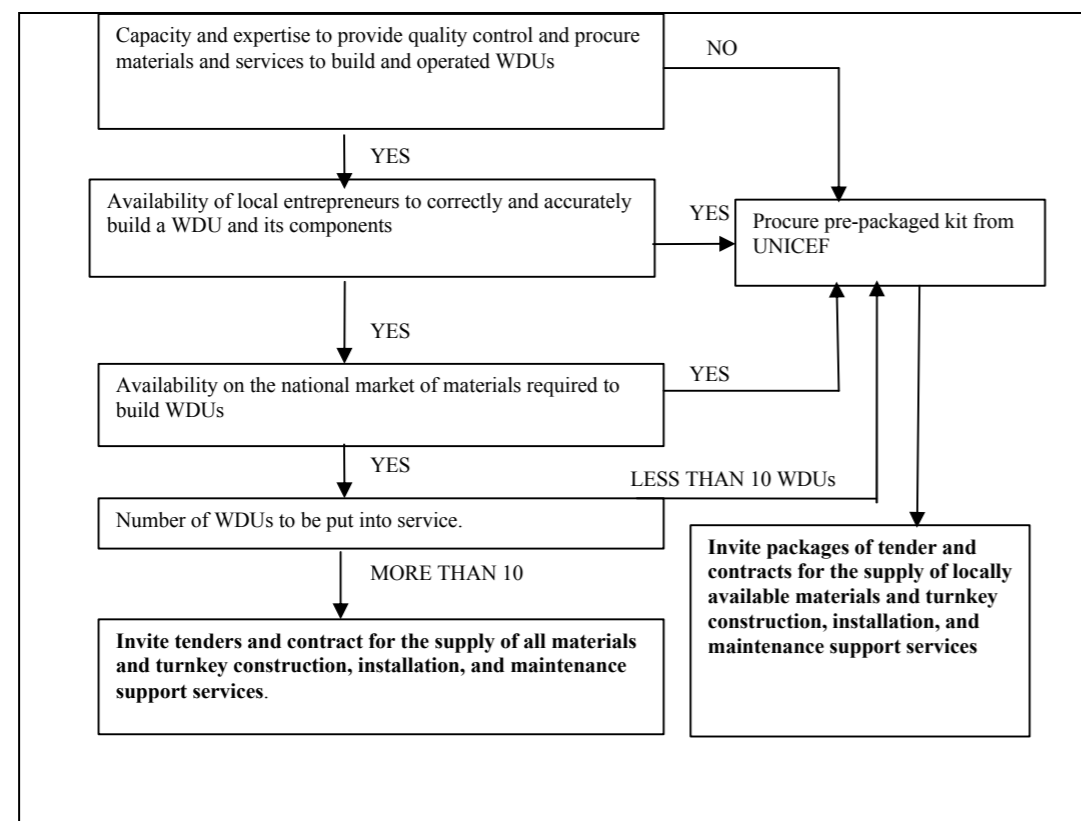 Capacity and expertise to provide quality control and procure
materials and services to build and operated WDUs
NO
YES
Availability of local entrepreneurs to correctly and accurately
build a WDU and its components
YES
Procure pre-packaged kit from
UNICEF
YES
Availability on the national market of materials required to
build WDUs
YES
YES
LESS THAN 10 WDUs
Number of WDUs to be put into service.
MORE THAN 10
Invite packages of tender and
contracts for the supply of locally
available materials and turnkey
construction, installation, and
maintenance support services
Invite tenders and contract for the supply of all materials
and turnkey construction, installation, and maintenance
support services.